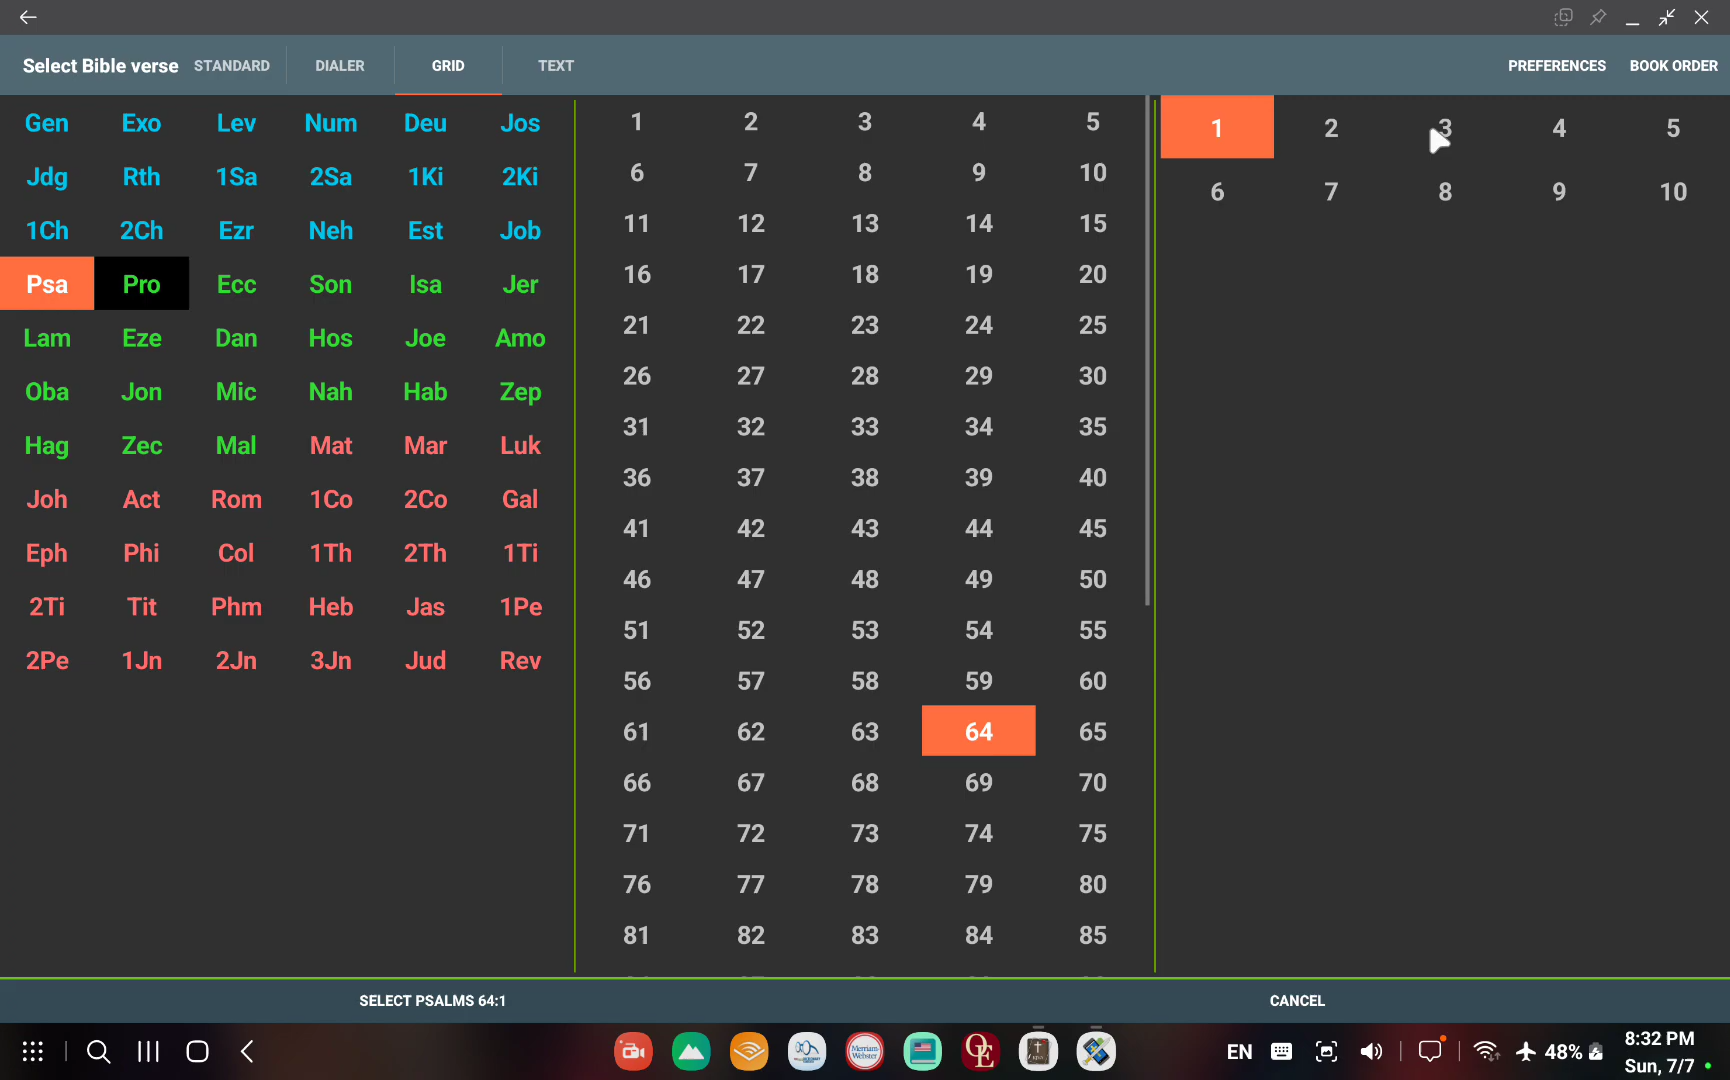 Select Bible verse STANDARD DIALER GRID TEXT PREFERENCES BOOK ORDER
Gen Exo Lev Num Deu Jos
Jdg Rth 1Sa 2Sa 1Ki 2Ki
1Ch 2Ch Ezr Neh Est Job
Psa Pro Ecc Son Isa Jer
Lam Eze Dan Hos Joe Amo
Oba Jon Mic Nah Hab Zep
Hag Zec Mal Mat Mar Luk
Joh Act Rom 1Co 2Co Gal
Eph Phi Col 1Th 2Th 1Ti
2Ti Tit Phm Heb Jas 1Pe
2Pe 1Jn 2Jn 3Jn Jud Rev
1 2 3 4 5
6 7 8 9 10
11 12 13 14 15
16 17 18 19 20
21 22 23 24 25
26 27 28 29 30
31 32 33 34 35
36 37 38 39 40
41 42 43 44 45
46 47 48 49 50
51 52 53 54 55
56 57 58 59 60
61 62 63 64 65
66 67 68 69 70
71 72 73 74 75
76 77 78 79 80
81 82 83 84 85
1 2 3 4 5
6 7 8 9 10
SELECT PSALMS 64:1 CANCEL
Merriam-Webster
OE
EN
48%
8:32 PM
Sun, 7/7